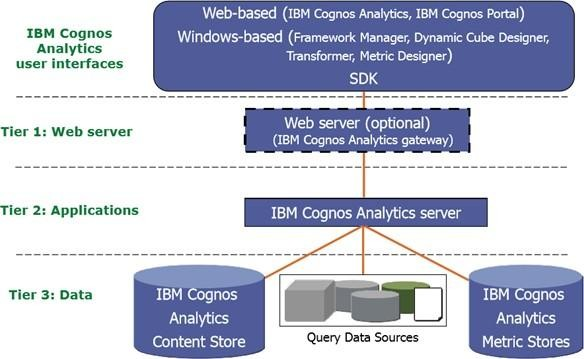 IBM Cognos
Analytics
user interfaces
Web-based (IBM Cognos Analytics, IBM Cognos Portal)
Windows-based (Framework Manager, Dynamic Cube Designer,
Transformer, Metric Designer)
SDK
Tier 1: Web server
Web server (optional)
(IBM Cognos Analytics gateway)
Tier 2: Applications
IBM Cognos Analytics server
Tier 3: Data
IBM Cognos
Analytics
Content Store
Query Data Sources
IBM Cognos
Analytics
Metric Stores